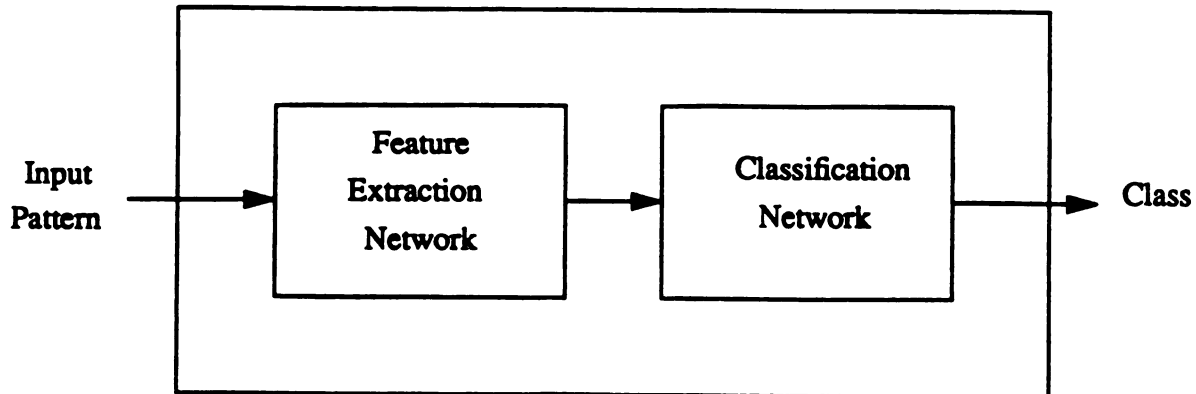 Input
Pattern
Feature
Extraction
Network
Classification
Network
Class